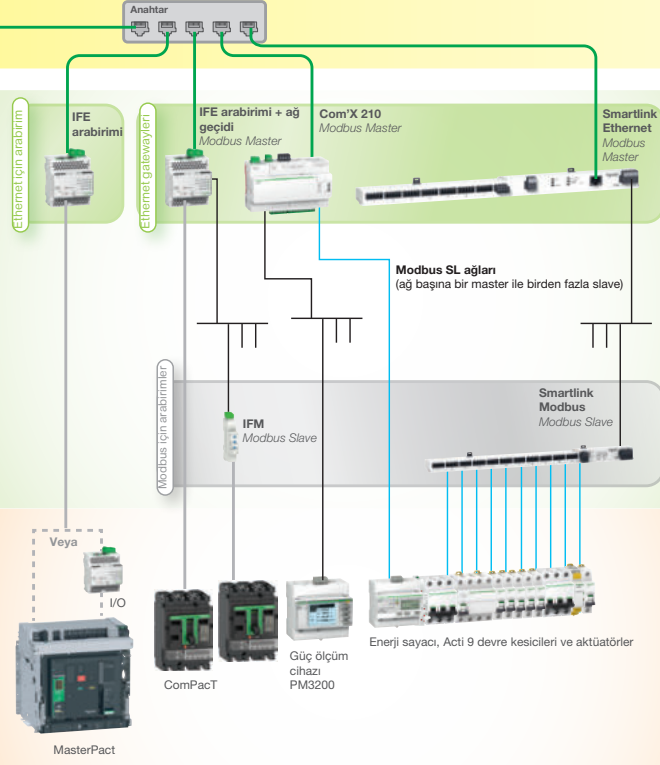 Anahtar
Ethernet için arabirim
IFE
arabirimi
Ethernet gatewayleri
IFE arabirimi + ağ
geçidi
Modbus Master
Com'X 210
Modbus Master
Smartlink
Ethernet
Modbus
Master
Modbus SL ağları
(ağ başına bir master ile birden fazla slave)
Modbus için arabirimler
IFM
Modbus Slave
Smartlink
Modbus
Modbus Slave
Veya
I/O
MasterPact
ComPacT
Güç ölçüm
cihazı
PM3200
Enerji sayacı, Acti 9 devre kesicileri ve aktüatörler